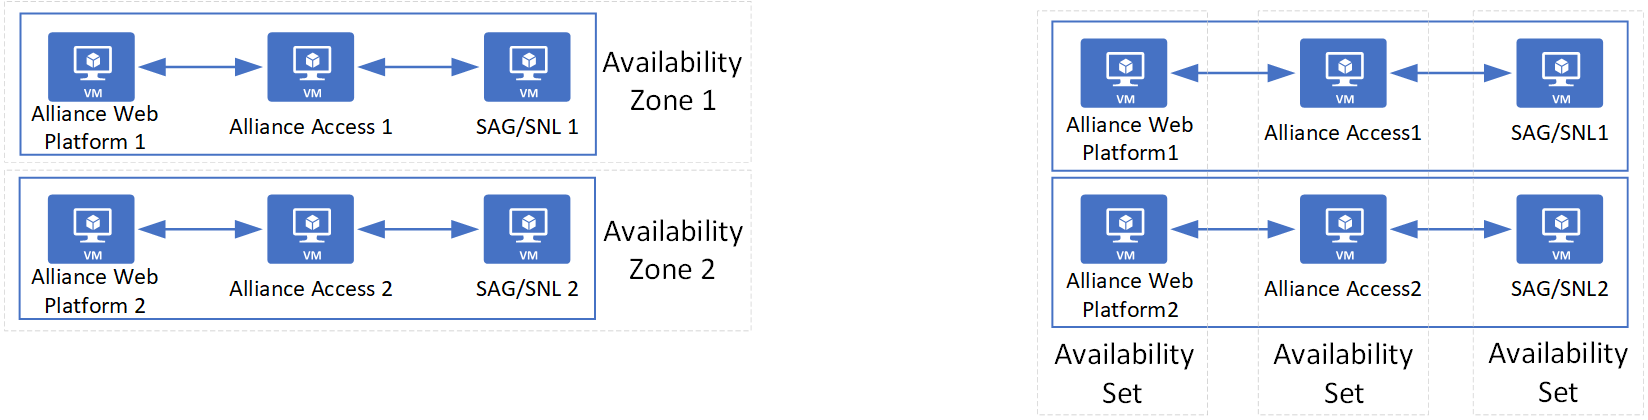 VM
VM
VM
Alliance Web
Platform 1
Alliance Access 1
SAG/SNL 1
Availability
Zone 1
VM
VM
VM
Alliance Web
Platform 2
Alliance Access 2
SAG/SNL 2
Availability
Zone 2
VM
VM
VM
Alliance Web
Platform1
Alliance Access1
SAG/SNL1
VM
VM
VM
Alliance Web
Platform2
Alliance Access2
SAG/SNL2
Availability
Set
Availability
Set
Availability
Set